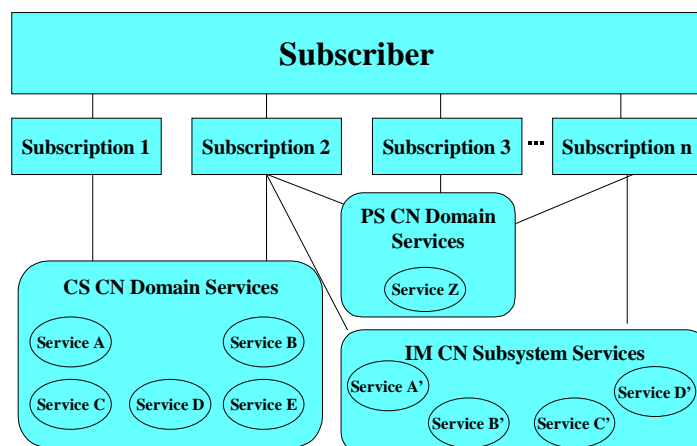 Subscriber
Subscription 1
Subscription 2
Subscription 3
...
Subscription n
PS CN Domain
Services
Service Z
CS CN Domain Services
Service A
Service B
Service C
Service D
Service E
IM CN Subsystem Services
Service A’
Service B’
Service C’
Service D’